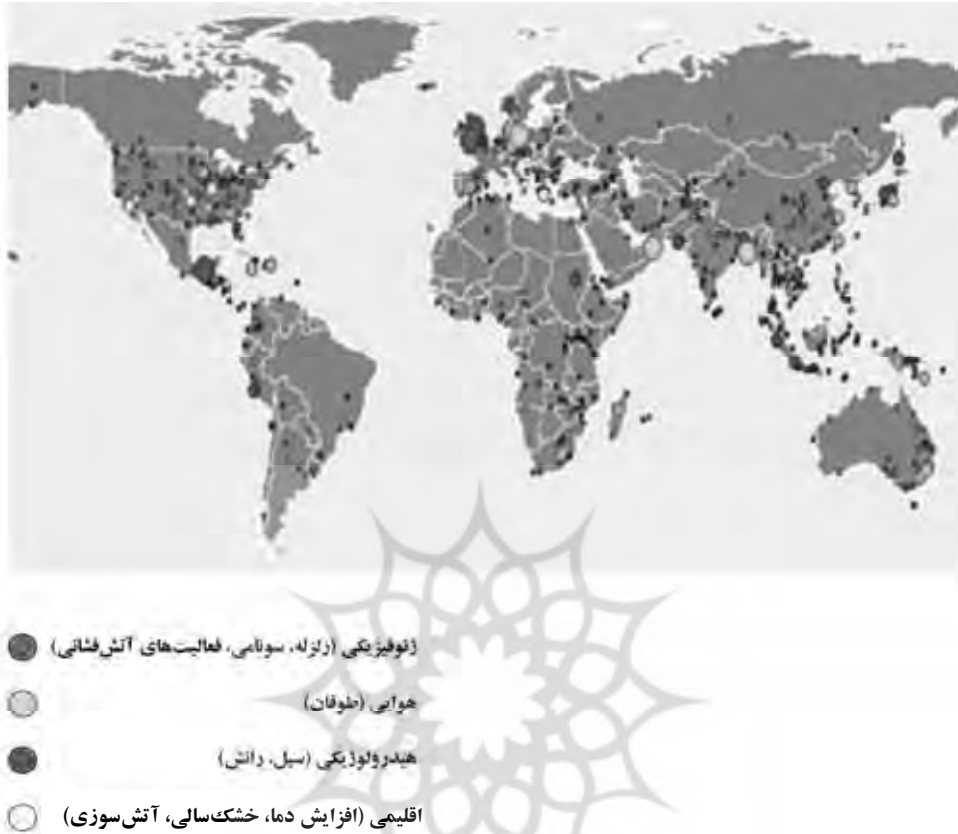 ژئوفیزیکی (زلزله، سونامی، فعالیت‌های آتش‌فشانی)
هوایی (طوفان)
هیدرولوژیکی (سیل، رانش)
اقلیمی (افزایش دما، خشک‌سالی، آتش‌سوزی)